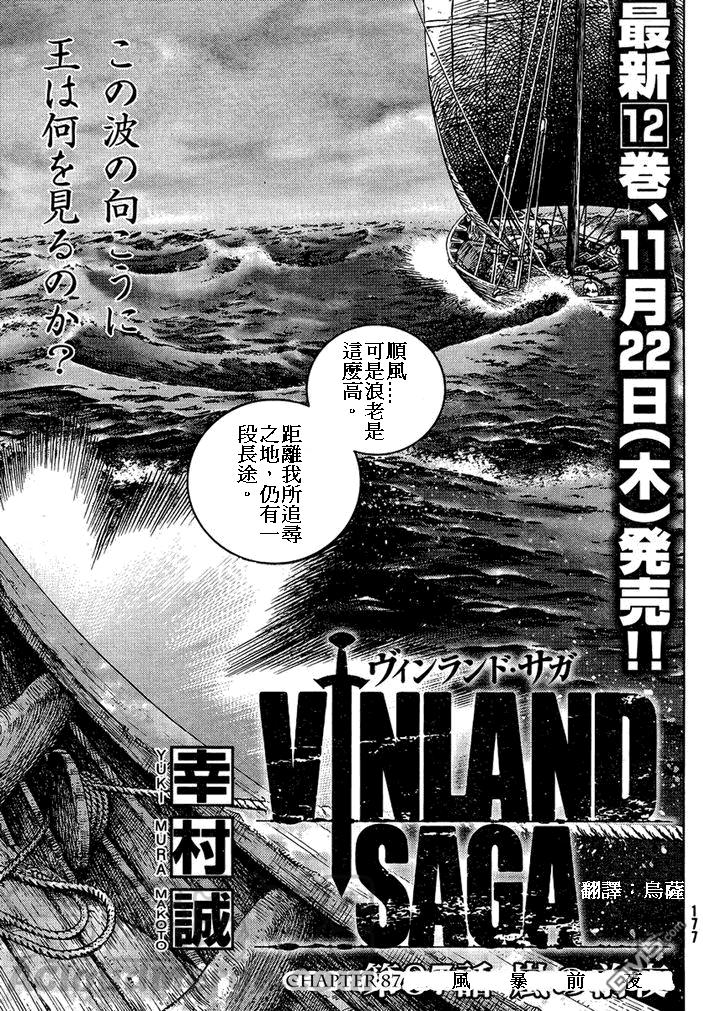 最新12巻、11月22日(木)発売!!
この波の向こうに
王は何を見るのか?
順風……
可是浪老是
這麼高。
距離我所追尋
之地,仍有一
段長途。
ヴィンランド・サガ
VINLAND
SAGA
幸村誠
YUKIMURA MAKOTO
翻譯:烏薩
177
CHAPTER 87
風暴前夜